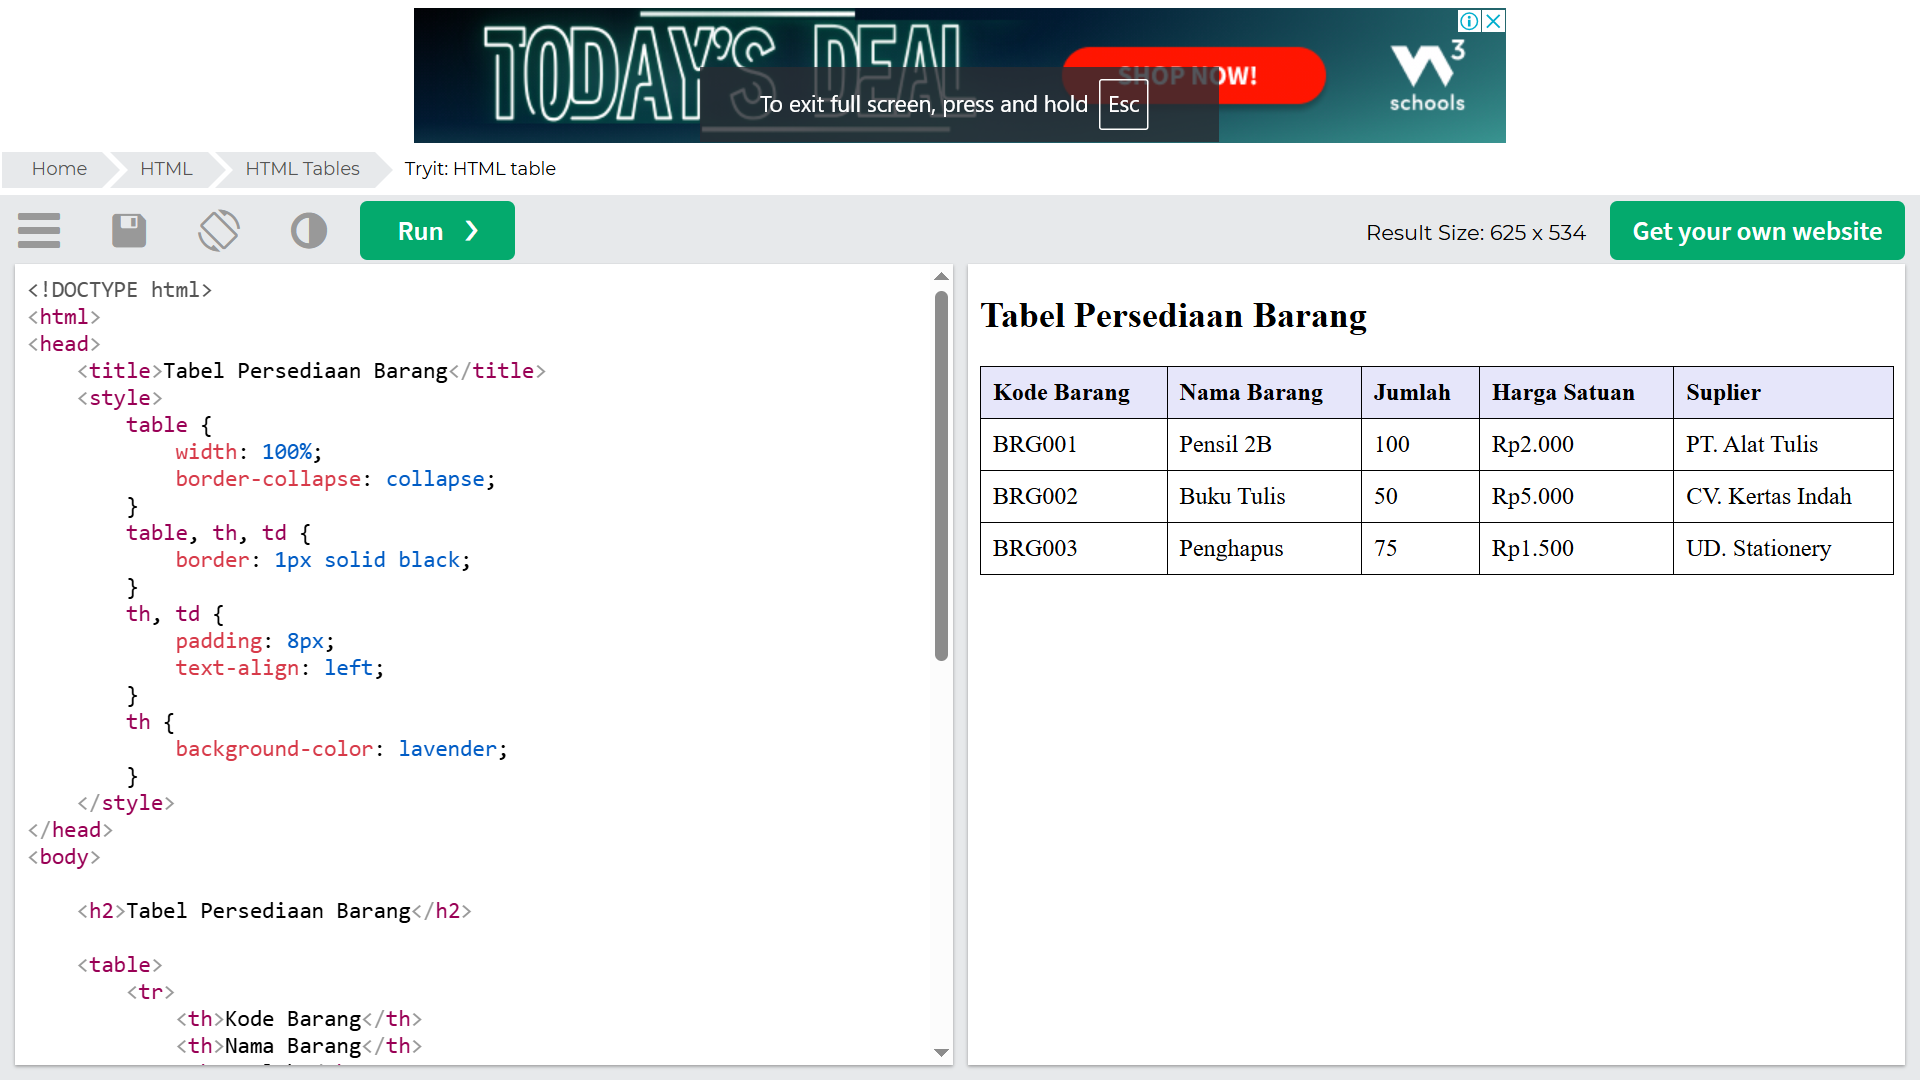 TODAY'S DEAL
SHOP NOW!
W3
schools
To exit full screen, press and hold Esc
Home
HTML
HTML Tables
Tryit: HTML table
Run ❯
Result Size: 625 x 534
Get your own website
<!DOCTYPE html>
<html>
<head>
    <title>Tabel Persediaan Barang</title>
    <style>
        table {
            width: 100%;
            border-collapse: collapse;
        }
        table, th, td {
            border: 1px solid black;
        }
        th, td {
            padding: 8px;
            text-align: left;
        }
        th {
            background-color: lavender;
        }
    </style>
</head>
<body>
    <h2>Tabel Persediaan Barang</h2>
    <table>
        <tr>
            <th>Kode Barang</th>
            <th>Nama Barang</th>
Tabel Persediaan Barang
Kode Barang Nama Barang Jumlah Harga Satuan Suplier
BRG001 Pensil 2B 100 Rp2.000 PT. Alat Tulis
BRG002 Buku Tulis 50 Rp5.000 CV. Kertas Indah
BRG003 Penghapus 75 Rp1.500 UD. Stationery